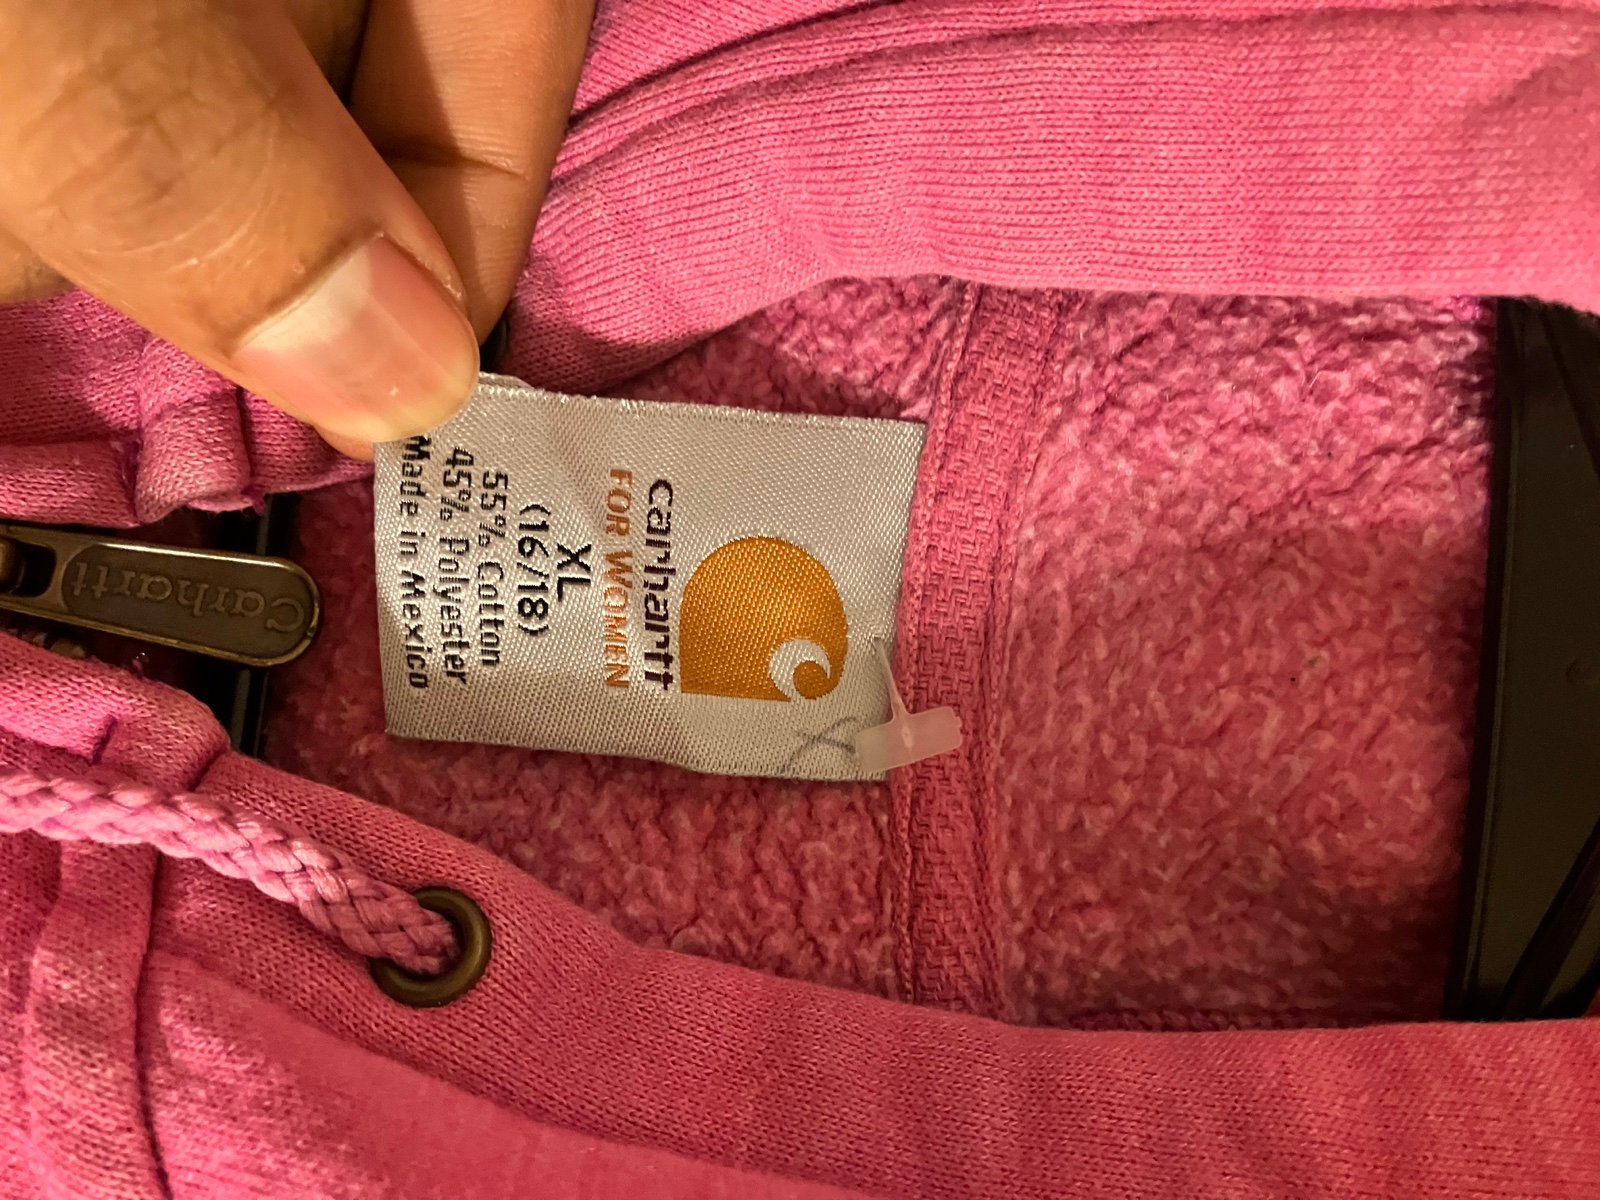 carhartt
FOR WOMEN
XL
(16/18)
55% Cotton
45% Polyester
Made in Mexico
Carhartt